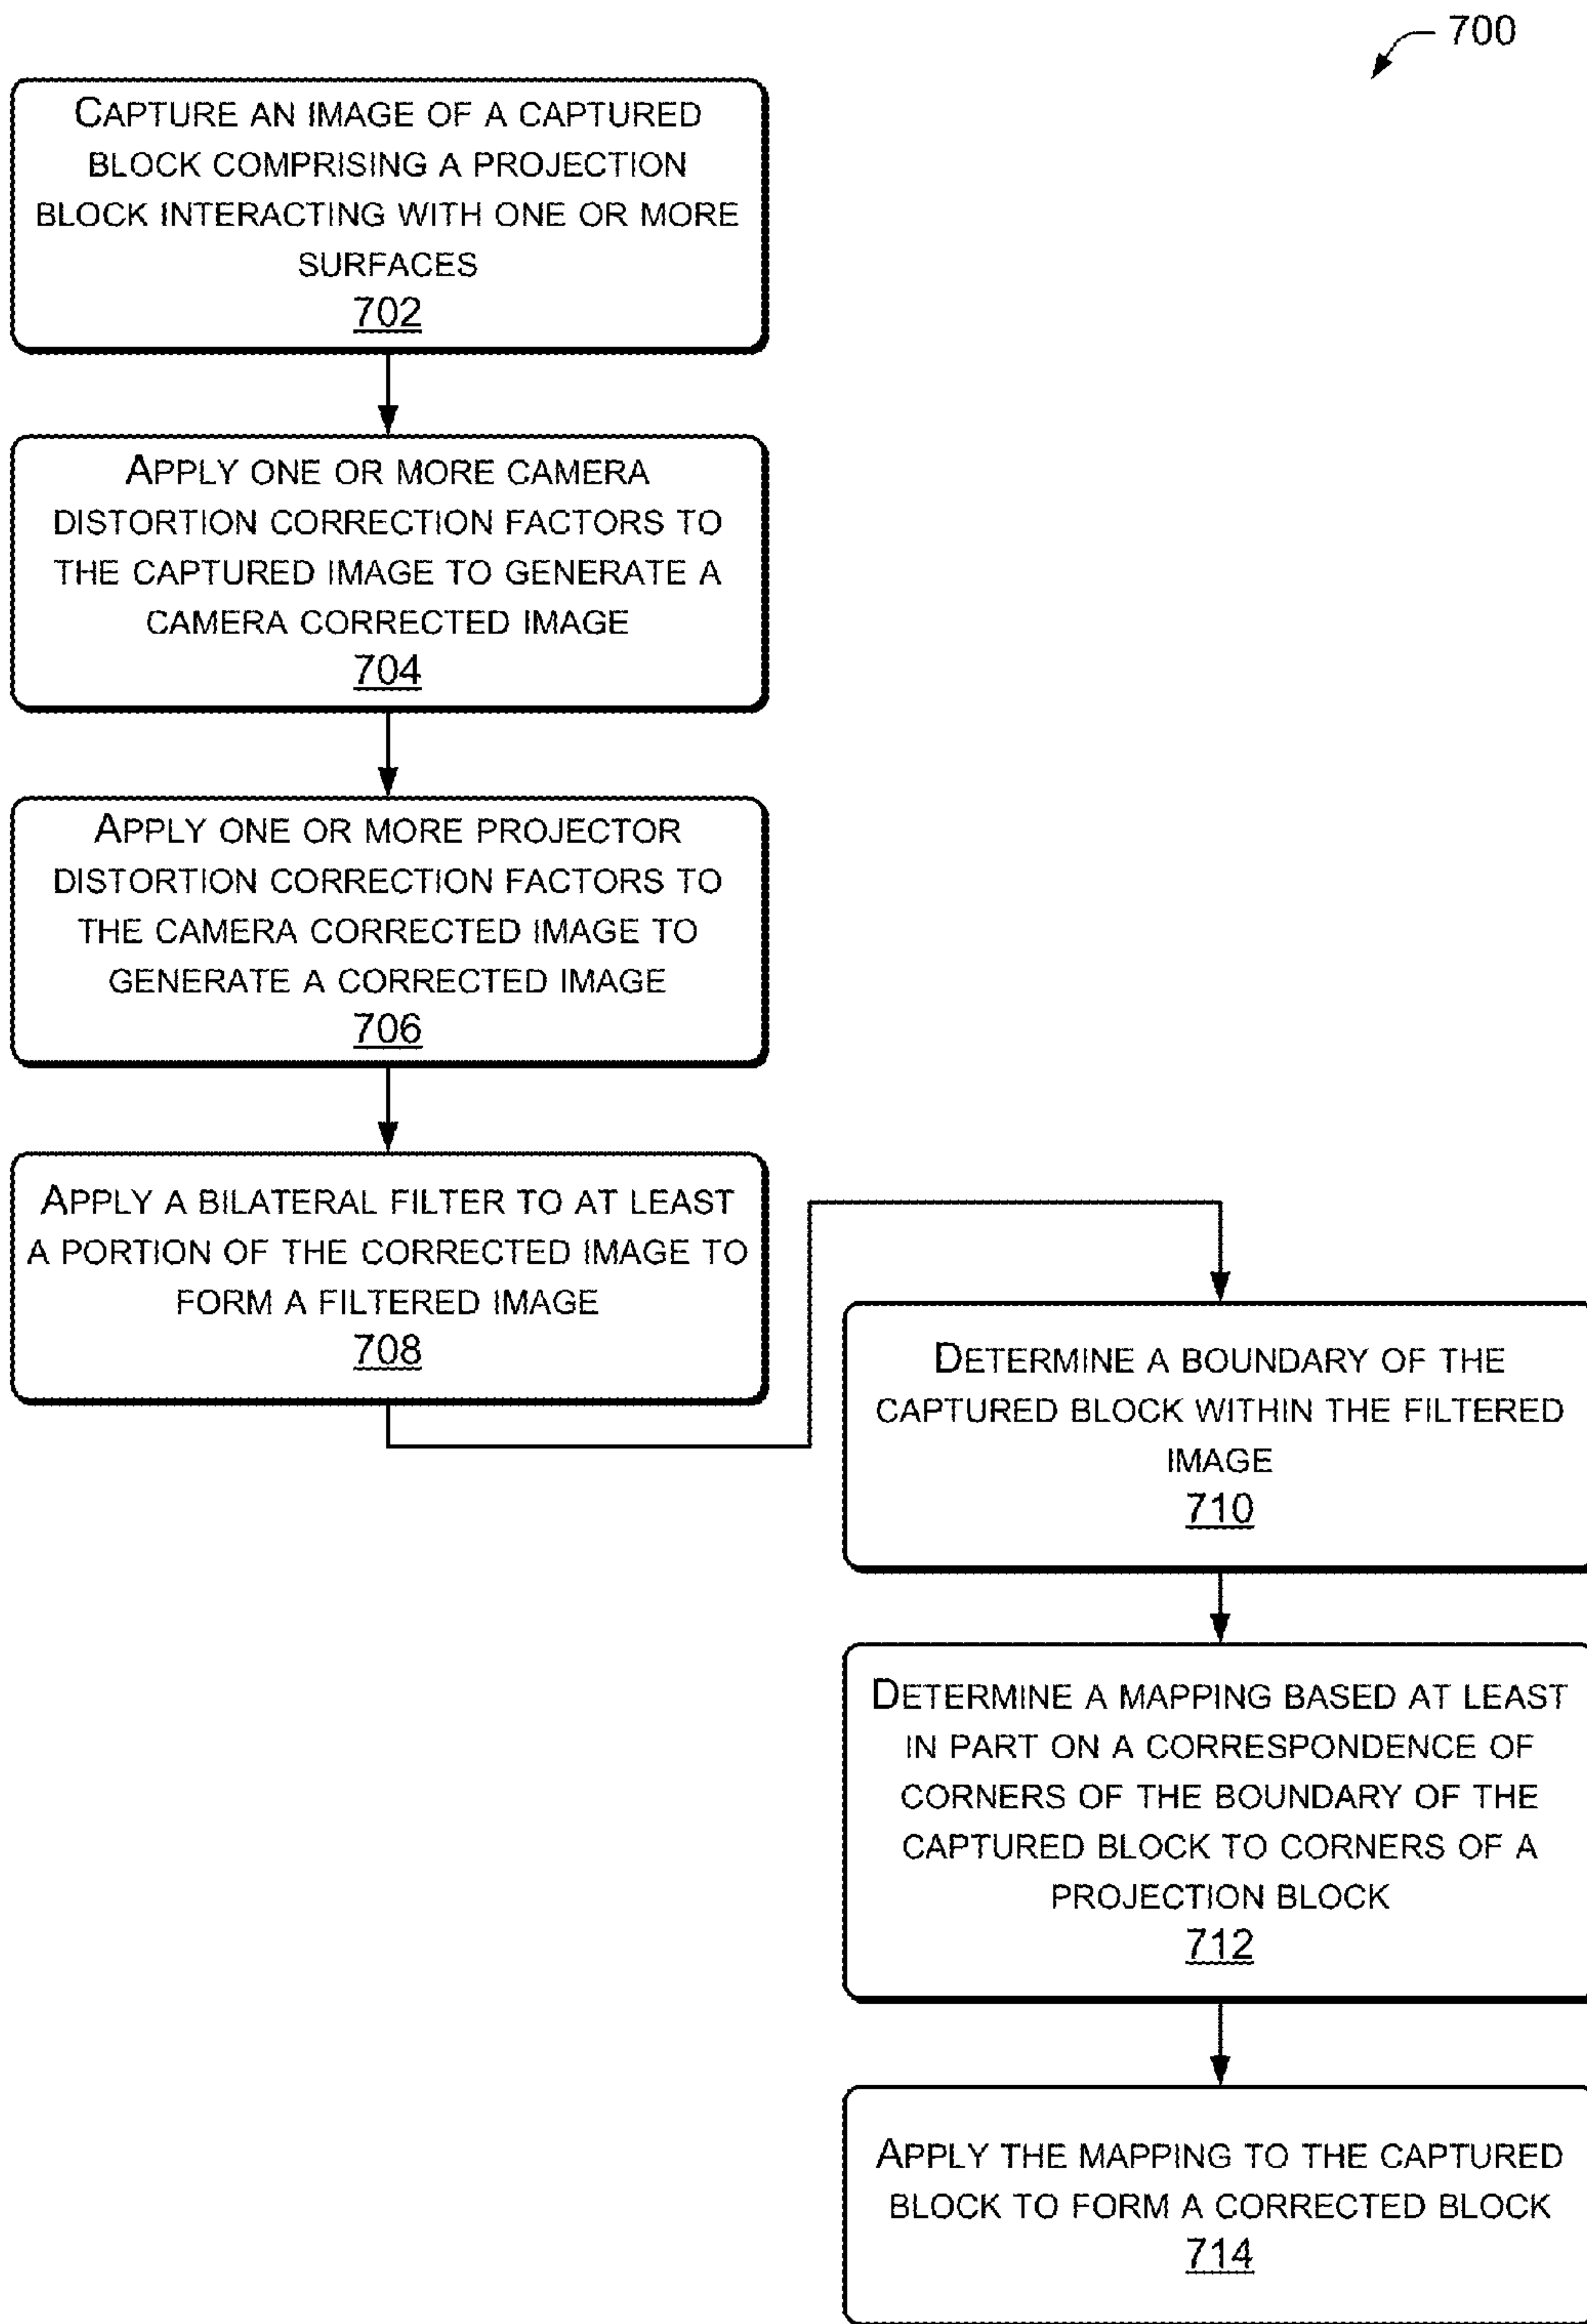 700
CAPTURE AN IMAGE OF A CAPTURED
BLOCK COMPRISING A PROJECTION
BLOCK INTERACTING WITH ONE OR MORE
SURFACES
702
APPLY ONE OR MORE CAMERA
DISTORTION CORRECTION FACTORS TO
THE CAPTURED IMAGE TO GENERATE A
CAMERA CORRECTED IMAGE
704
APPLY ONE OR MORE PROJECTOR
DISTORTION CORRECTION FACTORS TO
THE CAMERA CORRECTED IMAGE TO
GENERATE A CORRECTED IMAGE
706
APPLY A BILATERAL FILTER TO AT LEAST
A PORTION OF THE CORRECTED IMAGE TO
FORM A FILTERED IMAGE
708
DETERMINE A BOUNDARY OF THE
CAPTURED BLOCK WITHIN THE FILTERED
IMAGE
710
DETERMINE A MAPPING BASED AT LEAST
IN PART ON A CORRESPONDENCE OF
CORNERS OF THE BOUNDARY OF THE
CAPTURED BLOCK TO CORNERS OF A
PROJECTION BLOCK
712
APPLY THE MAPPING TO THE CAPTURED
BLOCK TO FORM A CORRECTED BLOCK
714